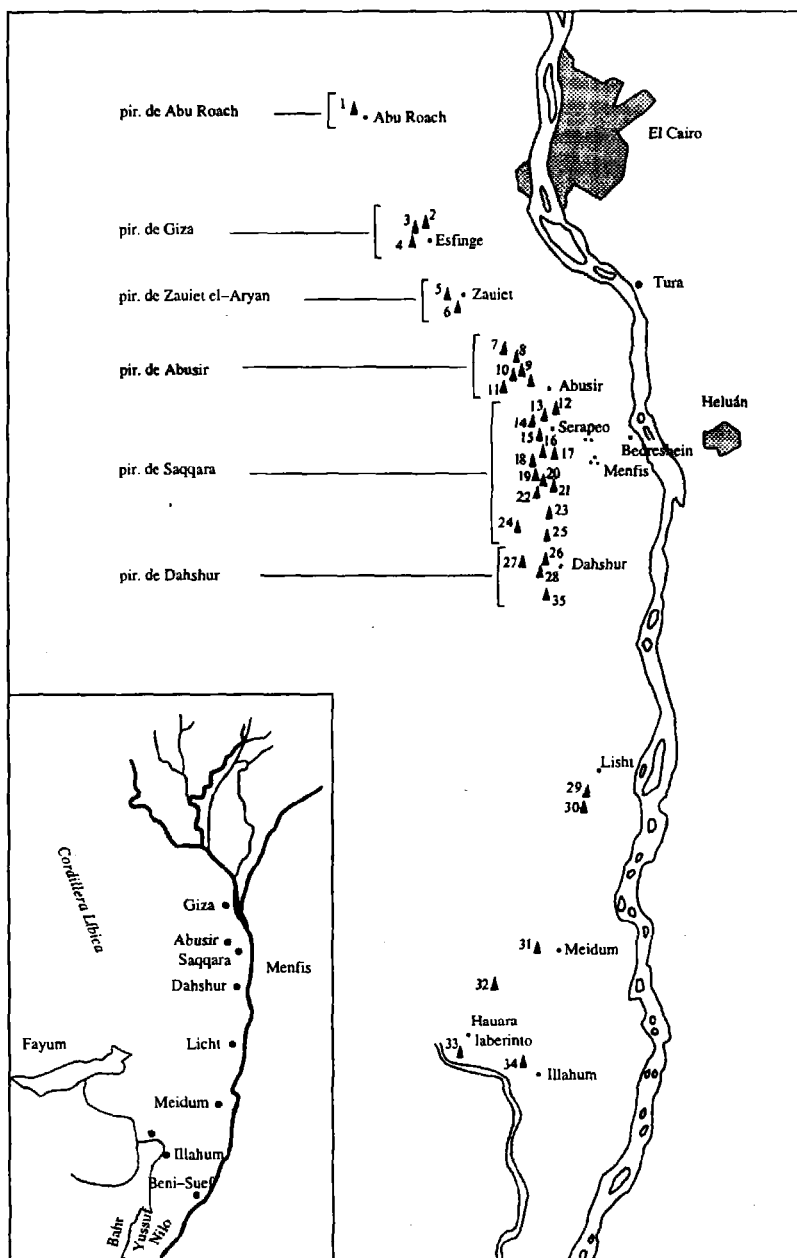 pir. de Abu Roach
1
Abu Roach
El Cairo
pir. de Giza
3
2
4
Esfinge
pir. de Zauiet el-Aryan
5
Zauiet
6
Tura
pir. de Abusir
7
8
10
9
11
Abusir
pir. de Saqqara
13
12
14
Serapeo
15
16
17
18
19
20
21
22
23
24
25
Heluán
Bedreshein
Menfis
pir. de Dahshur
27
26
28
Dahshur
35
Lisht
29
30
31
Meidum
32
Hauara
laberinto
33
34
Illahum
Cordillera Líbica
Giza
Abusir
Saqqara
Menfis
Dahshur
Fayum
Licht
Meidum
Illahum
Beni-Suef
Bahr
Yussuf
Nilo